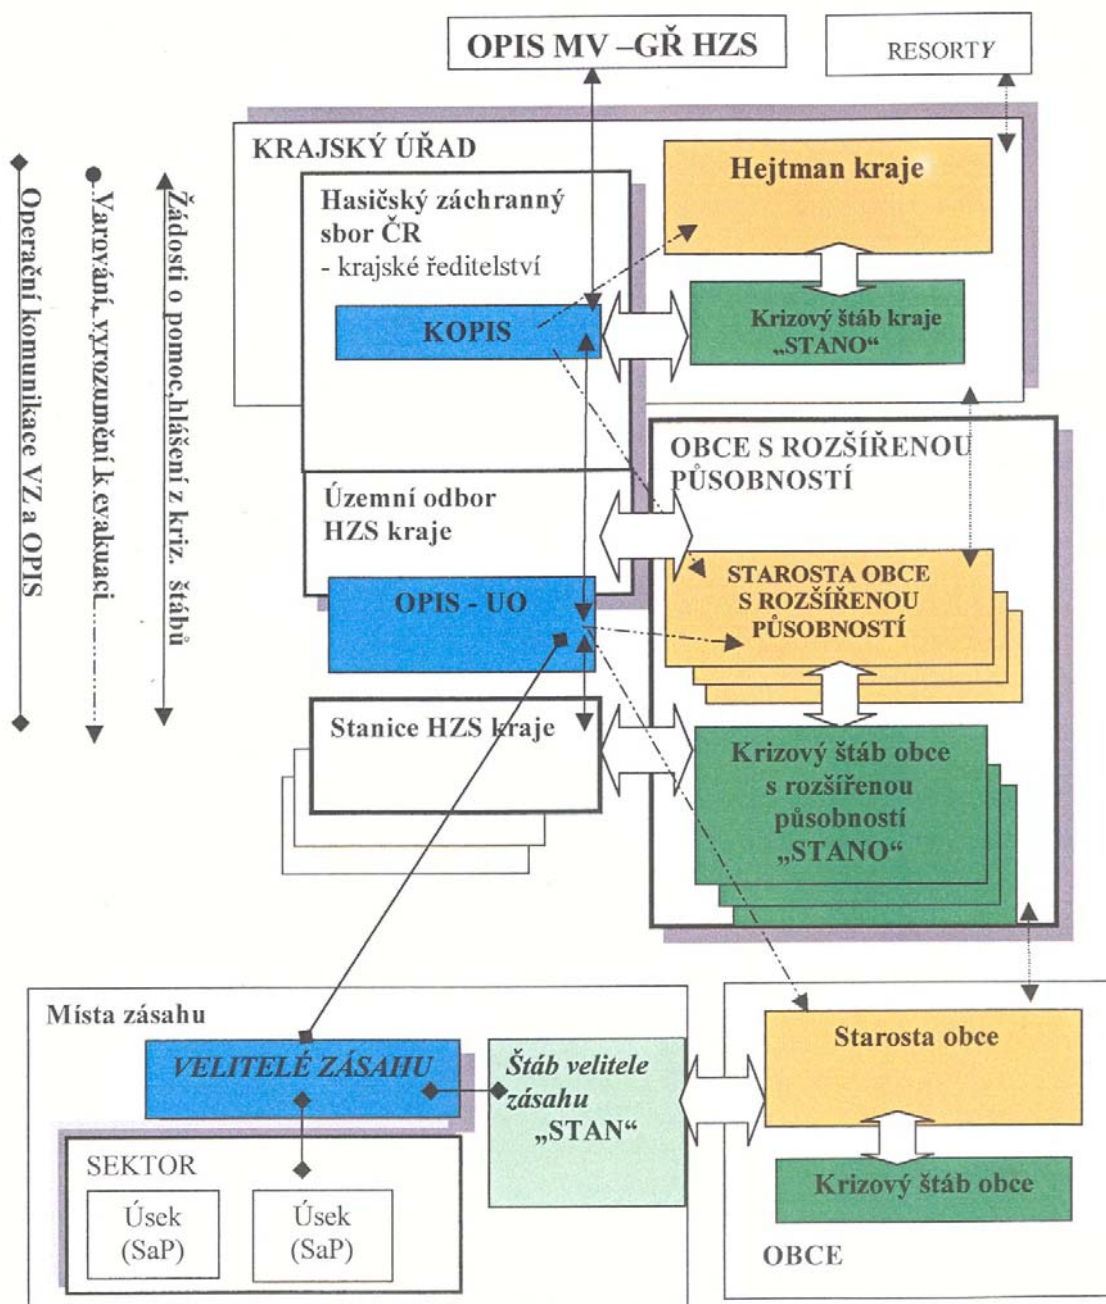 OPIS MV –GŘ HZS
RESORTY
KRAJSKÝ ÚŘAD
Hasičský záchranný
sbor ČR
- krajské ředitelství
KOPIS
Hejtman kraje
Krizový štáb kraje
„STANO“
Operační komunikace VZ a OPIS
Varování, vyrozumění k evakuaci
Žádosti o pomoc,hlášení z kriz. štábů
Územní odbor
HZS kraje
OPIS - UO
Stanice HZS kraje
OBCE S ROZŠÍŘENOU
PŮSOBNOSTÍ
STAROSTA OBCE
S ROZŠÍŘENOU
PŮSOBNOSTÍ
Krizový štáb obce
s rozšířenou
působností
„STANO“
Místa zásahu
VELITELÉ ZÁSAHU
Štáb velitele
zásahu
„STAN“
SEKTOR
Úsek
(SaP)
Úsek
(SaP)
Starosta obce
Krizový štáb obce
OBCE